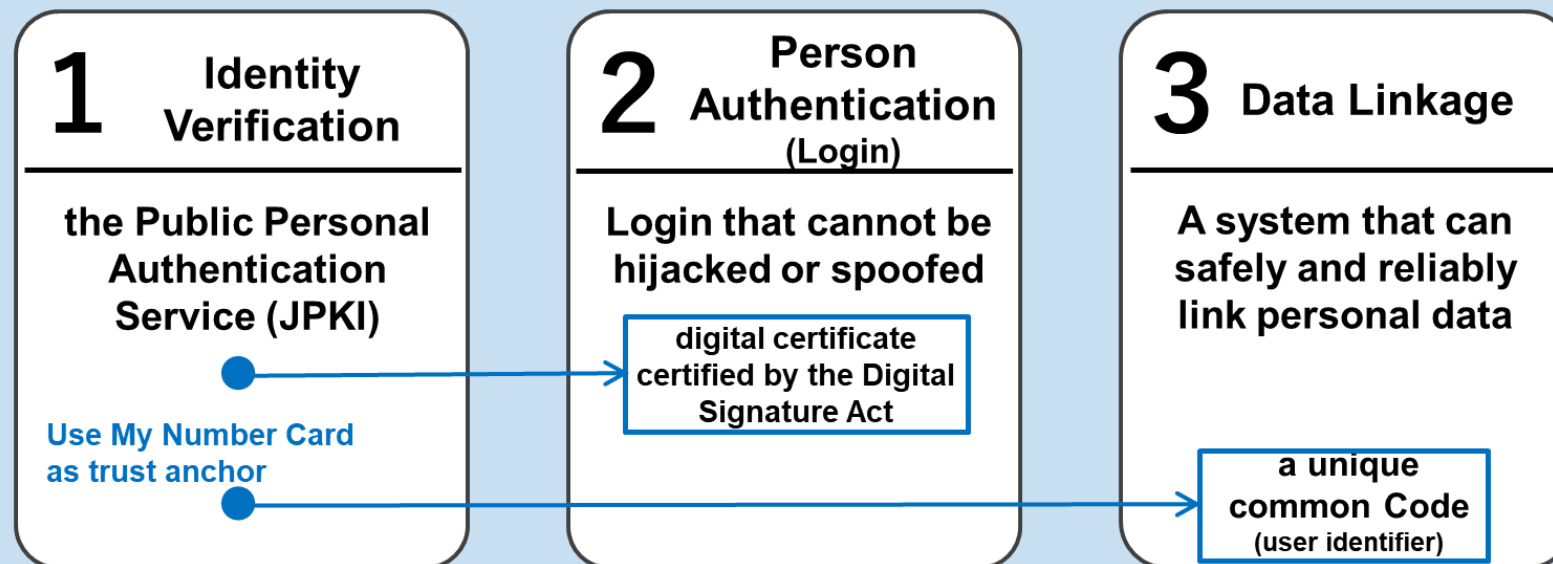 1
Identity
Verification
the Public Personal
Authentication
Service (JPKI)
Use My Number Card
as trust anchor
2
Person
Authentication
(Login)
Login that cannot be
hijacked or spoofed
digital certificate
certified by the Digital
Signature Act
3
Data Linkage
A system that can
safely and reliably
link personal data
a unique
common Code
(user identifier)